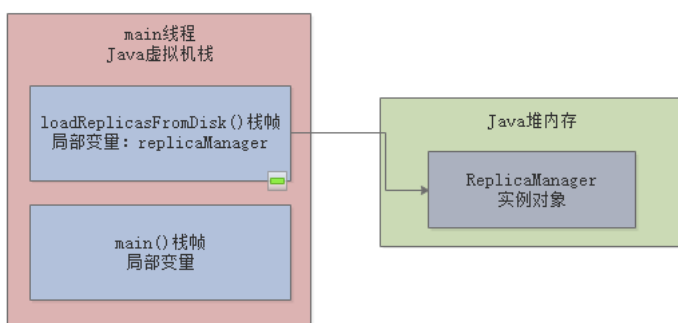 main线程
Java虚拟机栈
loadReplicasFromDisk()栈帧
局部变量：replicaManager
main()栈帧
局部变量
Java堆内存
ReplicaManager
实例对象